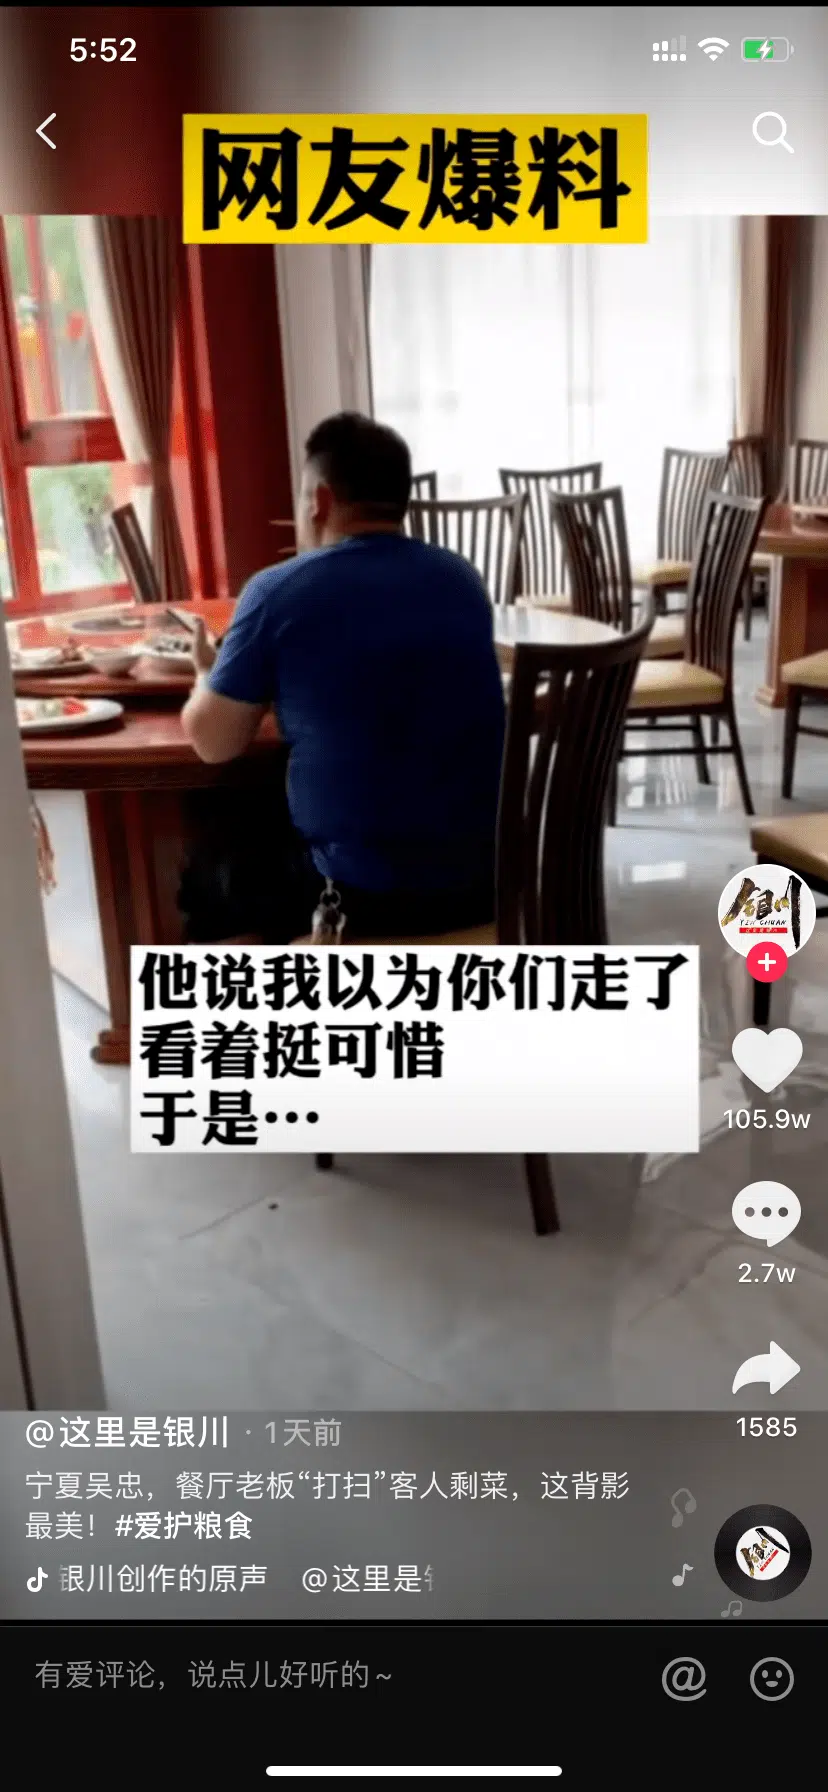 5:52
网友爆料
他说我以为你们走了
看着挺可惜
于是…
银川
YIN CHUAN
105.9w
2.7w
1585
@这里是银川 · 1天前
宁夏吴忠，餐厅老板“打扫”客人剩菜，这背影
最美！#爱护粮食
银川创作的原声 @这里是
有爱评论，说点儿好听的~